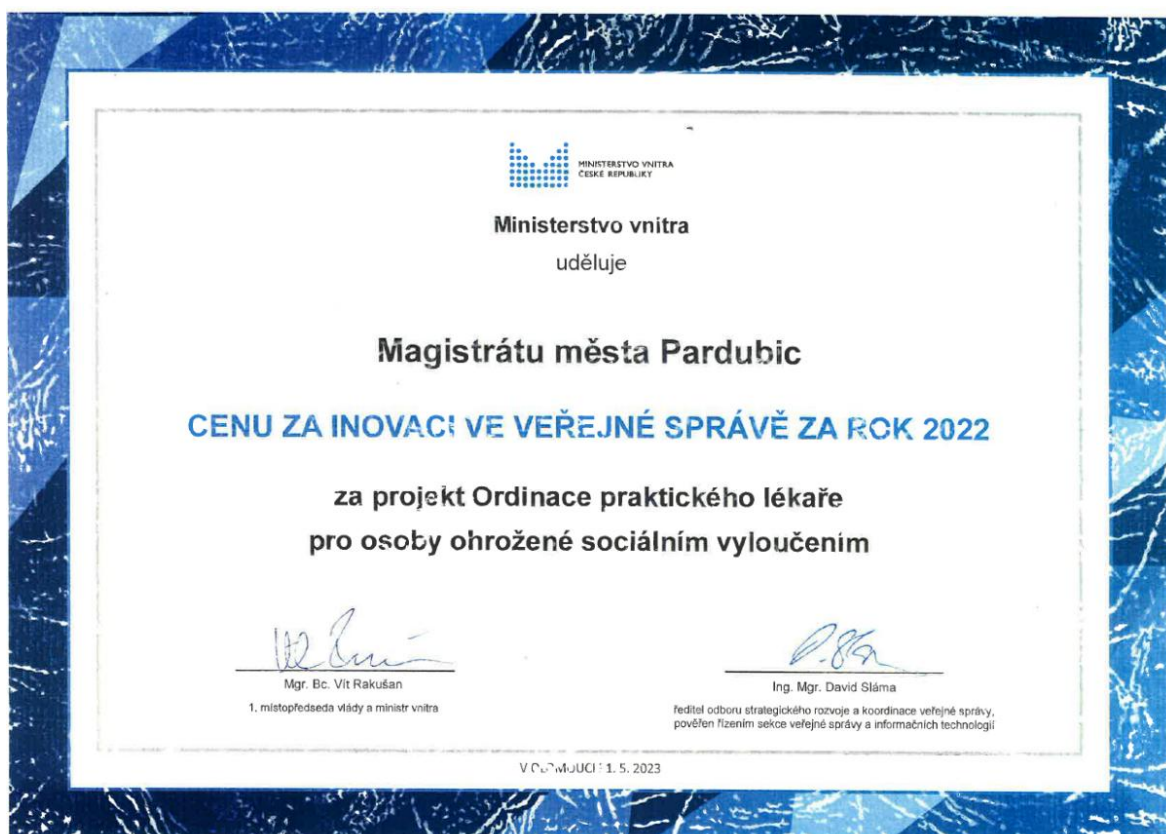 MINISTERSTVO VNITRA
ČESKÉ REPUBLIKY
Ministerstvo vnitra
uděluje
Magistrátu města Pardubic
CENU ZA INOVACI VE VEŘEJNÉ SPRÁVĚ ZA ROK 2022
za projekt Ordinace praktického lékaře
pro osoby ohrožené sociálním vyloučením
Mgr. Bc. Vít Rakušan
1. místopředseda vlády a ministr vnitra
Ing. Mgr. David Sláma
ředitel odboru strategického rozvoje a koordinace veřejné správy,
pověřen řízením sekce veřejné správy a informačních technologií
V OLOMOUCI 1. 5. 2023